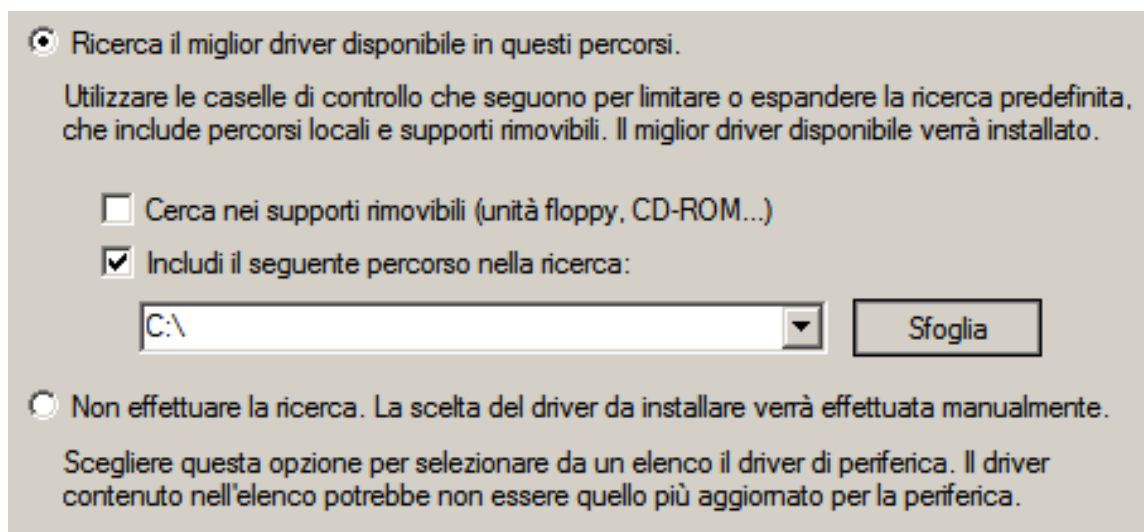 Ricerca il miglior driver disponibile in questi percorsi.
Utilizzare le caselle di controllo che seguono per limitare o espandere la ricerca predefinita,
che include percorsi locali e supporti rimovibili. Il miglior driver disponibile verrà installato.
Cerca nei supporti rimovibili (unità floppy, CD-ROM...)
Includi il seguente percorso nella ricerca:
C:\
Sfoglia
Non effettuare la ricerca. La scelta del driver da installare verrà effettuata manualmente.
Scegliere questa opzione per selezionare da un elenco il driver di periferica. Il driver
contenuto nell'elenco potrebbe non essere quello più aggiornato per la periferica.